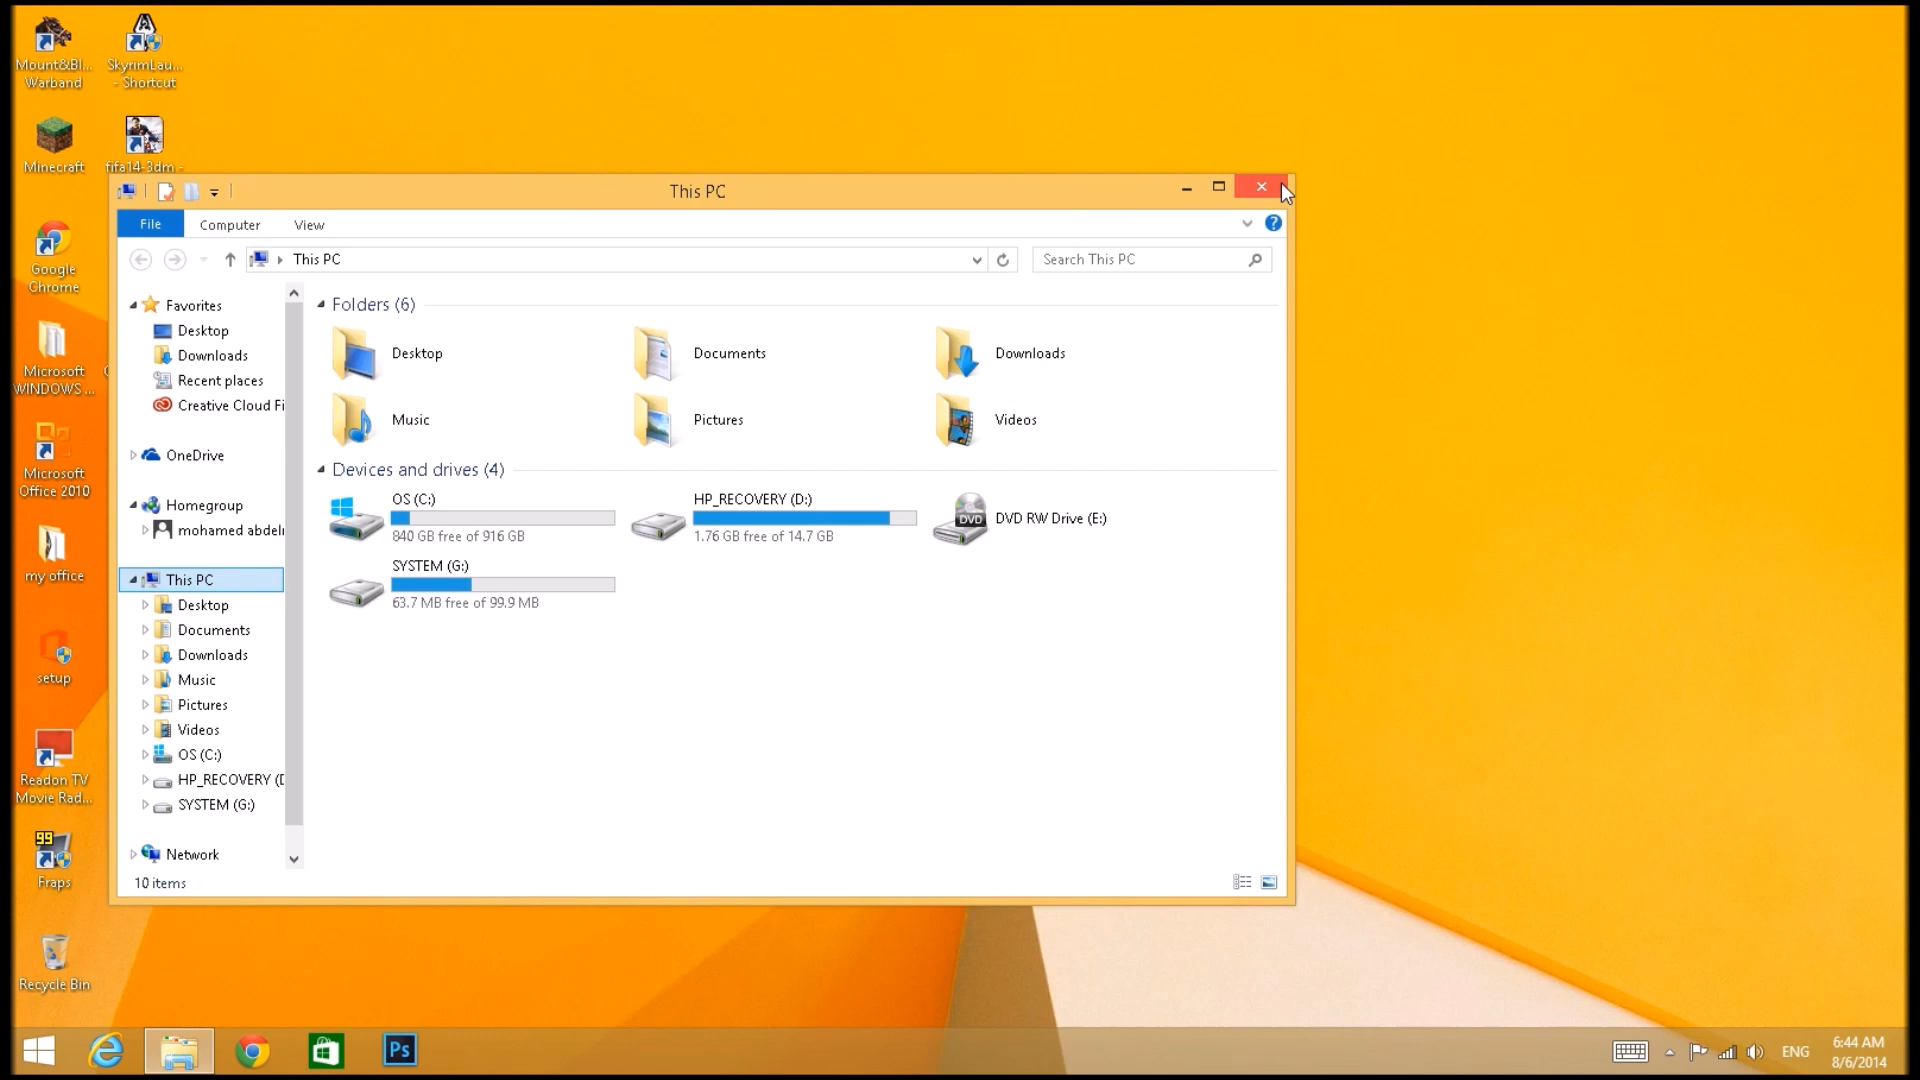 Mount&Bl...
Warband
SkyrimLau...
- Shortcut
Minecraft
fifa14-3dm -
Google
Chrome
Microsoft
WINDOWS ...
Microsoft
Office 2010
my office
setup
Readon TV
Movie Rad...
99
Fraps
Recycle Bin
This PC
File
Computer
View
?
This PC
Search This PC
Favorites
Desktop
Downloads
Recent places
Creative Cloud Fi
OneDrive
Homegroup
mohamed abdelr
This PC
Desktop
Documents
Downloads
Music
Pictures
Videos
OS (C:)
HP_RECOVERY (D
SYSTEM (G:)
Network
Folders (6)
Desktop
Documents
Downloads
Music
Pictures
Videos
Devices and drives (4)
OS (C:)
840 GB free of 916 GB
HP_RECOVERY (D:)
1.76 GB free of 14.7 GB
DVD
DVD RW Drive (E:)
SYSTEM (G:)
63.7 MB free of 99.9 MB
10 items
Ps
ENG
6:44 AM
8/6/2014